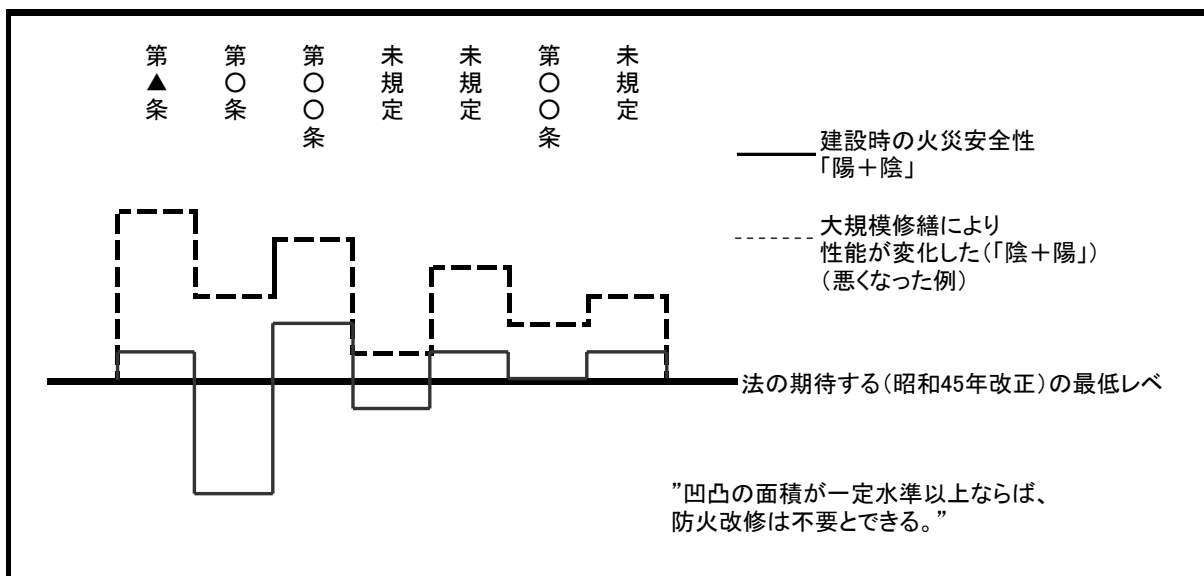 第▲条
第〇条
第〇〇条
未規定
未規定
第〇〇条
未規定
建設時の火災安全性
「陽＋陰」
大規模修繕により
性能が変化した（「陰＋陽」）
（悪くなった例）
法の期待する（昭和45年改正）の最低レベ
”凹凸の面積が一定水準以上ならば、
防火改修は不要とできる。”